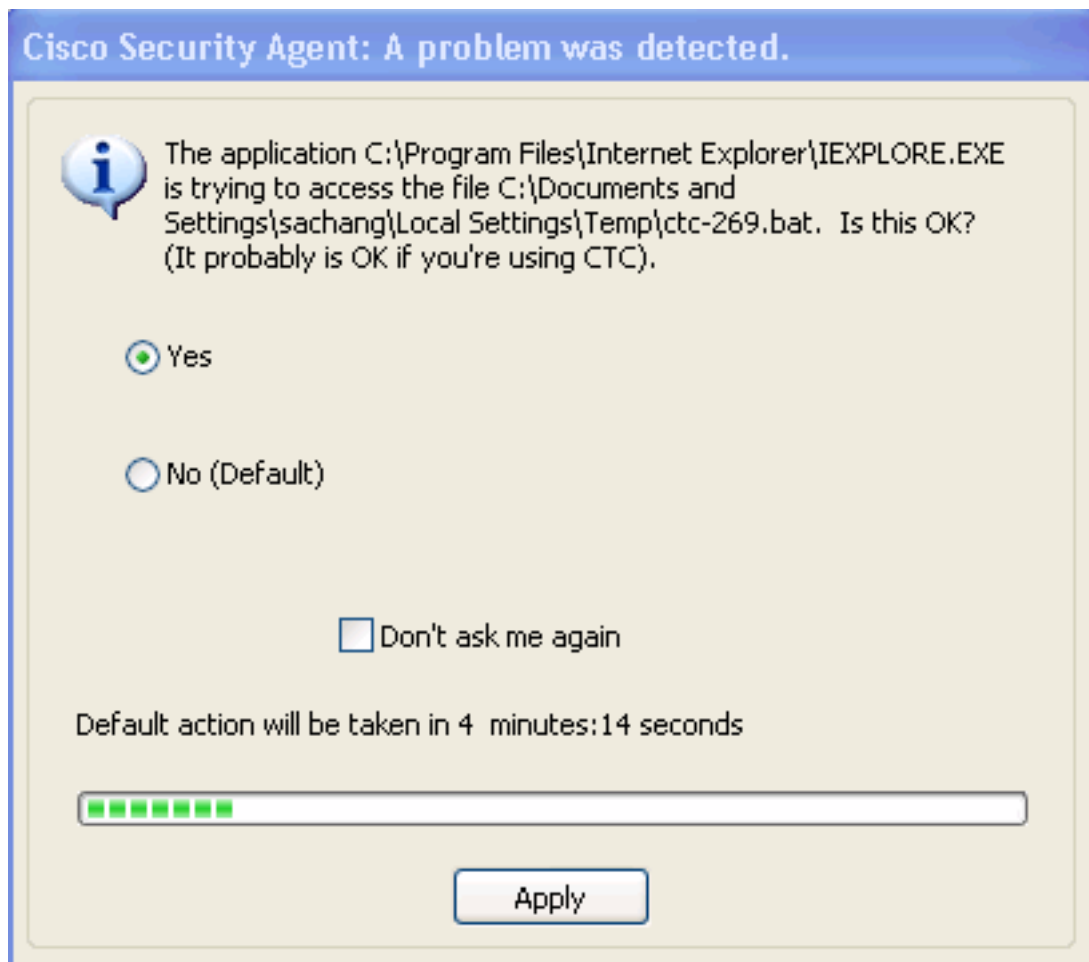 Cisco Security Agent: A problem was detected.
The application C:\Program Files\Internet Explorer\IEXPLORE.EXE
is trying to access the file C:\Documents and
Settings\sachang\Local Settings\Temp\ctc-269.bat.  Is this OK?
(It probably is OK if you're using CTC).
Yes
No (Default)
Don't ask me again
Default action will be taken in 4  minutes:14 seconds
Apply